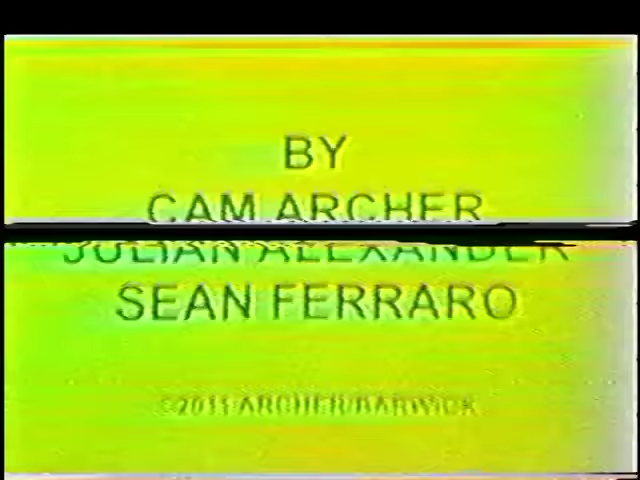 BY
CAM ARCHER
JULIAN ALEXANDER
SEAN FERRARO
©2011 ARCHER/BARWICK